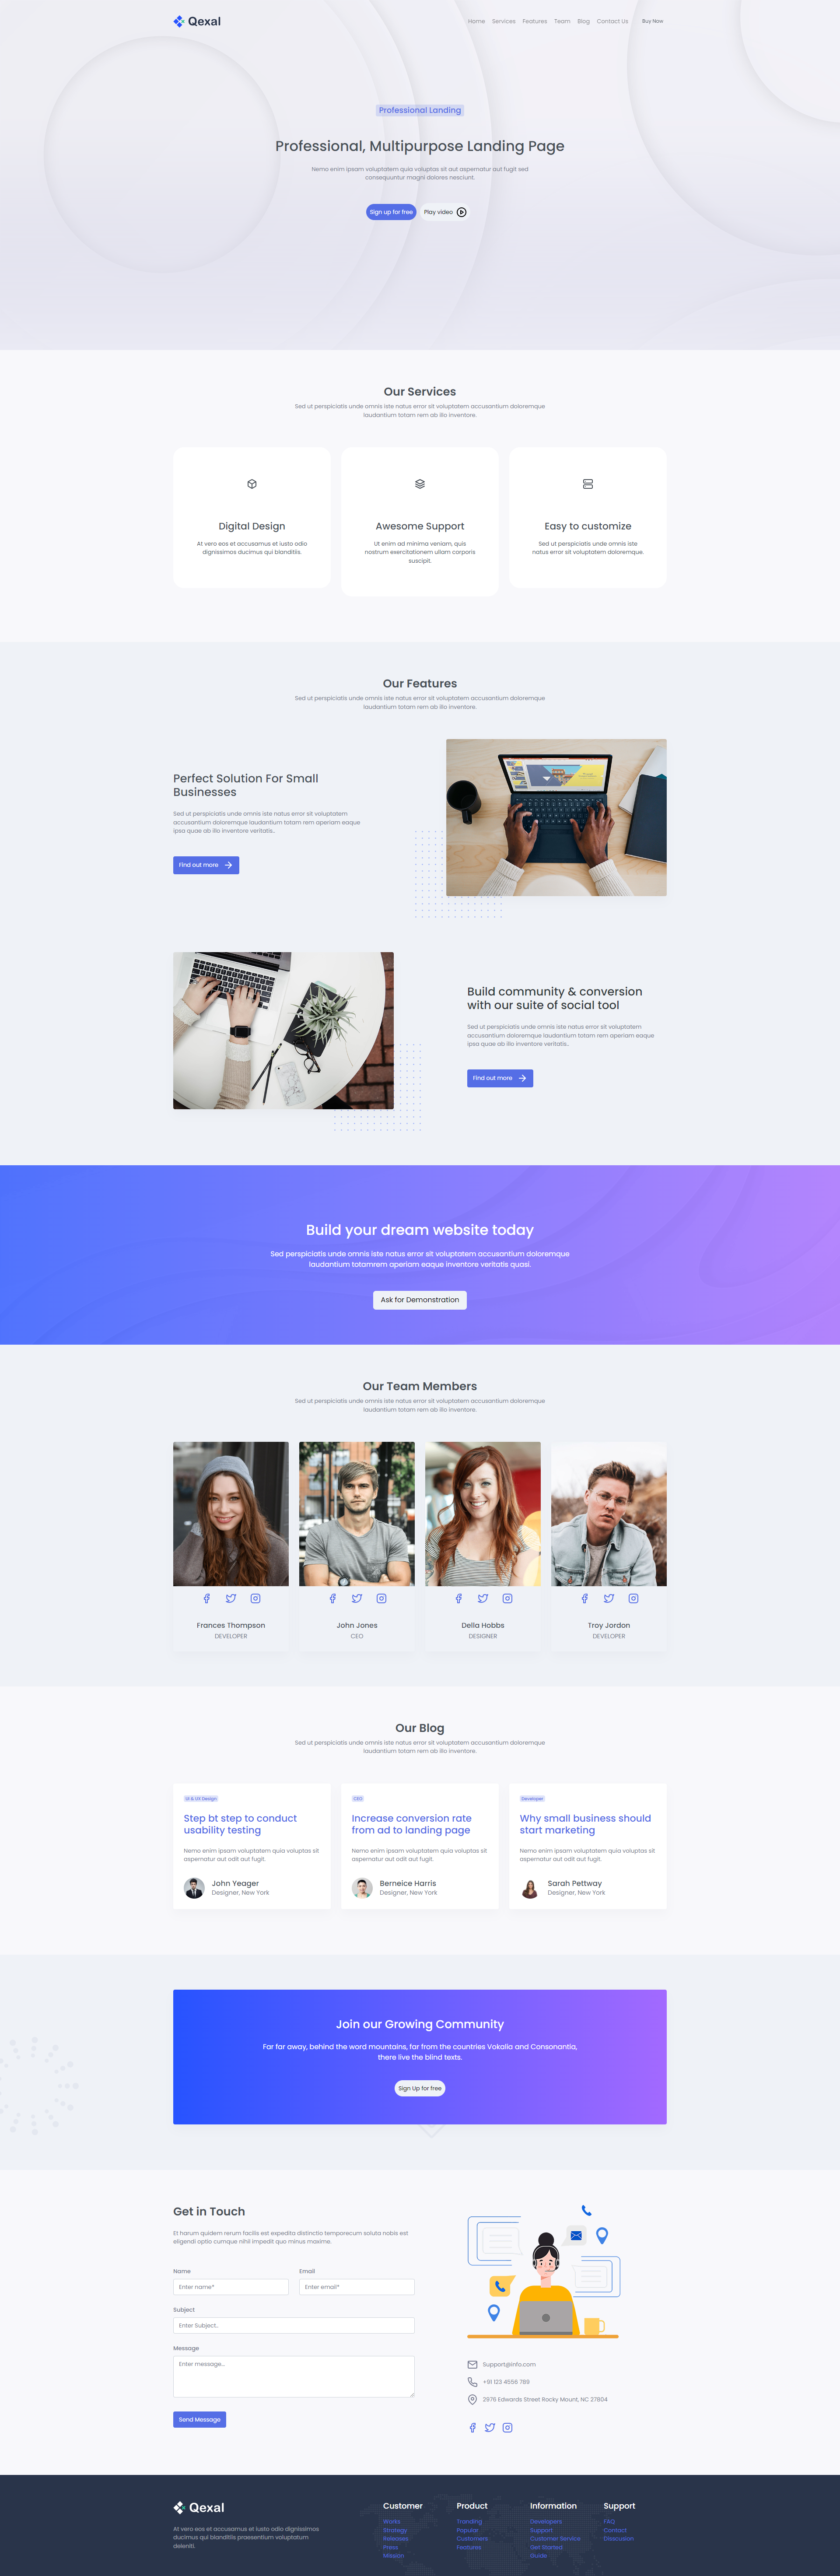 Qexal
Home Services Features Team Blog Contact Us Buy Now
Professional Landing
Professional, Multipurpose Landing Page
Nemo enim ipsam voluptatem quia voluptas sit aut aspernatur aut fugit sed
consequuntur magni dolores nesciunt.
Sign up for free Play video
Our Services
Sed ut perspiciatis unde omnis iste natus error sit voluptatem accusantium doloremque
laudantium totam rem ab illo inventore.
Digital Design
At vero eos et accusamus et iusto odio
dignissimos ducimus qui blanditiis.
Awesome Support
Ut enim ad minima veniam, quis
nostrum exercitationem ullam corporis
suscipit.
Easy to customize
Sed ut perspiciatis unde omnis iste
natus error sit voluptatem doloremque.
Our Features
Sed ut perspiciatis unde omnis iste natus error sit voluptatem accusantium doloremque
laudantium totam rem ab illo inventore.
Perfect Solution For Small
Businesses
Sed ut perspiciatis unde omnis iste natus error sit voluptatem
accusantium doloremque laudantium totam rem aperiam eaque
ipsa quae ab illo inventore veritatis..
Find out more
Build community & conversion
with our suite of social tool
Sed ut perspiciatis unde omnis iste natus error sit voluptatem
accusantium doloremque laudantium totam rem aperiam eaque
ipsa quae ab illo inventore veritatis..
Find out more
Build your dream website today
Sed perspiciatis unde omnis iste natus error sit voluptatem accusantium doloremque
laudantium totamrem aperiam eaque inventore veritatis quasi.
Ask for Demonstration
Our Team Members
Sed ut perspiciatis unde omnis iste natus error sit voluptatem accusantium doloremque
laudantium totam rem ab illo inventore.
Frances Thompson
DEVELOPER
John Jones
CEO
Della Hobbs
DESIGNER
Troy Jordon
DEVELOPER
Our Blog
Sed ut perspiciatis unde omnis iste natus error sit voluptatem accusantium doloremque
laudantium totam rem ab illo inventore.
UI & UX Design
Step bt step to conduct
usability testing
Nemo enim ipsam voluptatem quia voluptas sit
aspernatur aut odit aut fugit.
John Yeager
Designer, New York
CEO
Increase conversion rate
from ad to landing page
Nemo enim ipsam voluptatem quia voluptas sit
aspernatur aut odit aut fugit.
Berneice Harris
Designer, New York
Developer
Why small business should
start marketing
Nemo enim ipsam voluptatem quia voluptas sit
aspernatur aut odit aut fugit.
Sarah Pettway
Designer, New York
Join our Growing Community
Far far away, behind the word mountains, far from the countries Vokalia and Consonantia,
there live the blind texts.
Sign Up for free
Get in Touch
Et harum quidem rerum facilis est expedita distinctio temporecum soluta nobis est
eligendi optio cumque nihil impedit quo minus maxime.
Name Email
Enter name* Enter email*
Subject
Enter Subject..
Message
Enter message...
Send Message
Support@info.com
+91 123 4556 789
2976 Edwards Street Rocky Mount, NC 27804
Qexal
At vero eos et accusamus et iusto odio dignissimos
ducimus qui blanditiis praesentium voluptatum
deleniti.
Customer
Works
Strategy
Releases
Press
Mission
Product
Tranding
Popular
Customers
Features
Information
Developers
Support
Customer Service
Get Started
Guide
Support
FAQ
Contact
Disscusion